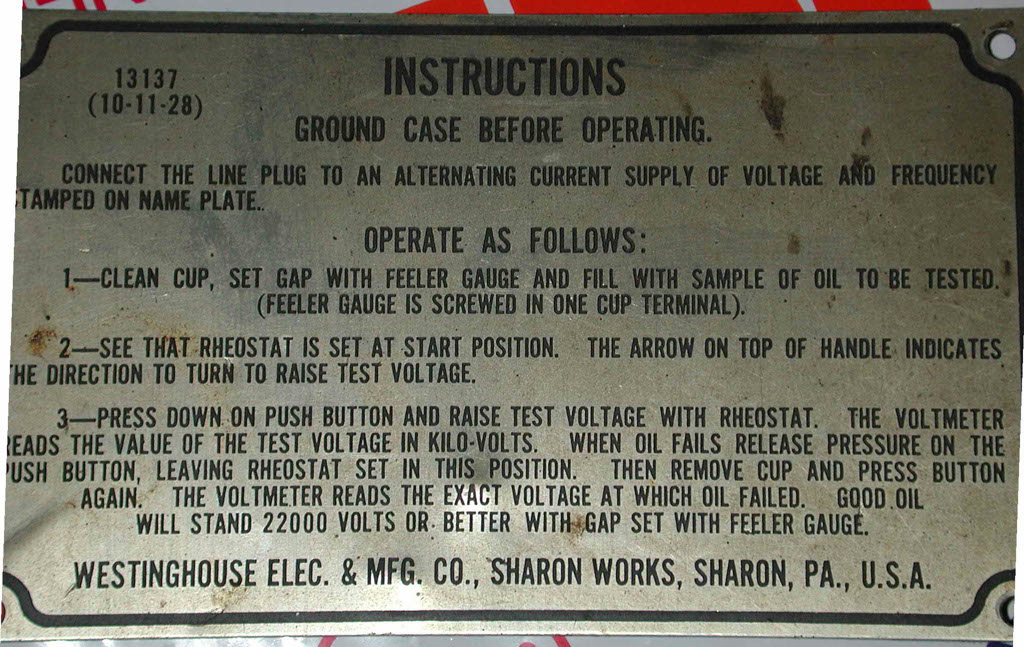 13137
(10-11-28)
INSTRUCTIONS
GROUND CASE BEFORE OPERATING.
CONNECT THE LINE PLUG TO AN ALTERNATING CURRENT SUPPLY OF VOLTAGE AND FREQUENCY
TAMPED ON NAME PLATE.
OPERATE AS FOLLOWS:
1.—CLEAN CUP, SET GAP WITH FEELER GAUGE AND FILL WITH SAMPLE OF OIL TO BE TESTED.
(FEELER GAUGE IS SCREWED IN ONE CUP TERMINAL).
2—SEE THAT RHEOSTAT IS SET AT START POSITION. THE ARROW ON TOP OF HANDLE INDICATES
HE DIRECTION TO TURN TO RAISE TEST VOLTAGE.
3—PRESS DOWN ON PUSH BUTTON AND RAISE TEST VOLTAGE WITH RHEOSTAT. THE VOLTMETER
READS THE VALUE OF THE TEST VOLTAGE IN KILO-VOLTS. WHEN OIL FAILS RELEASE PRESSURE ON THE
PUSH BUTTON, LEAVING RHEOSTAT SET IN THIS POSITION. THEN REMOVE CUP AND PRESS BUTTON
AGAIN. THE VOLTMETER READS THE EXACT VOLTAGE AT WHICH OIL FAILED. GOOD OIL
WILL STAND 22000 VOLTS OR BETTER WITH GAP SET WITH FEELER GAUGE.
WESTINGHOUSE ELEC. & MFG. CO., SHARON WORKS, SHARON, PA., U.S.A.